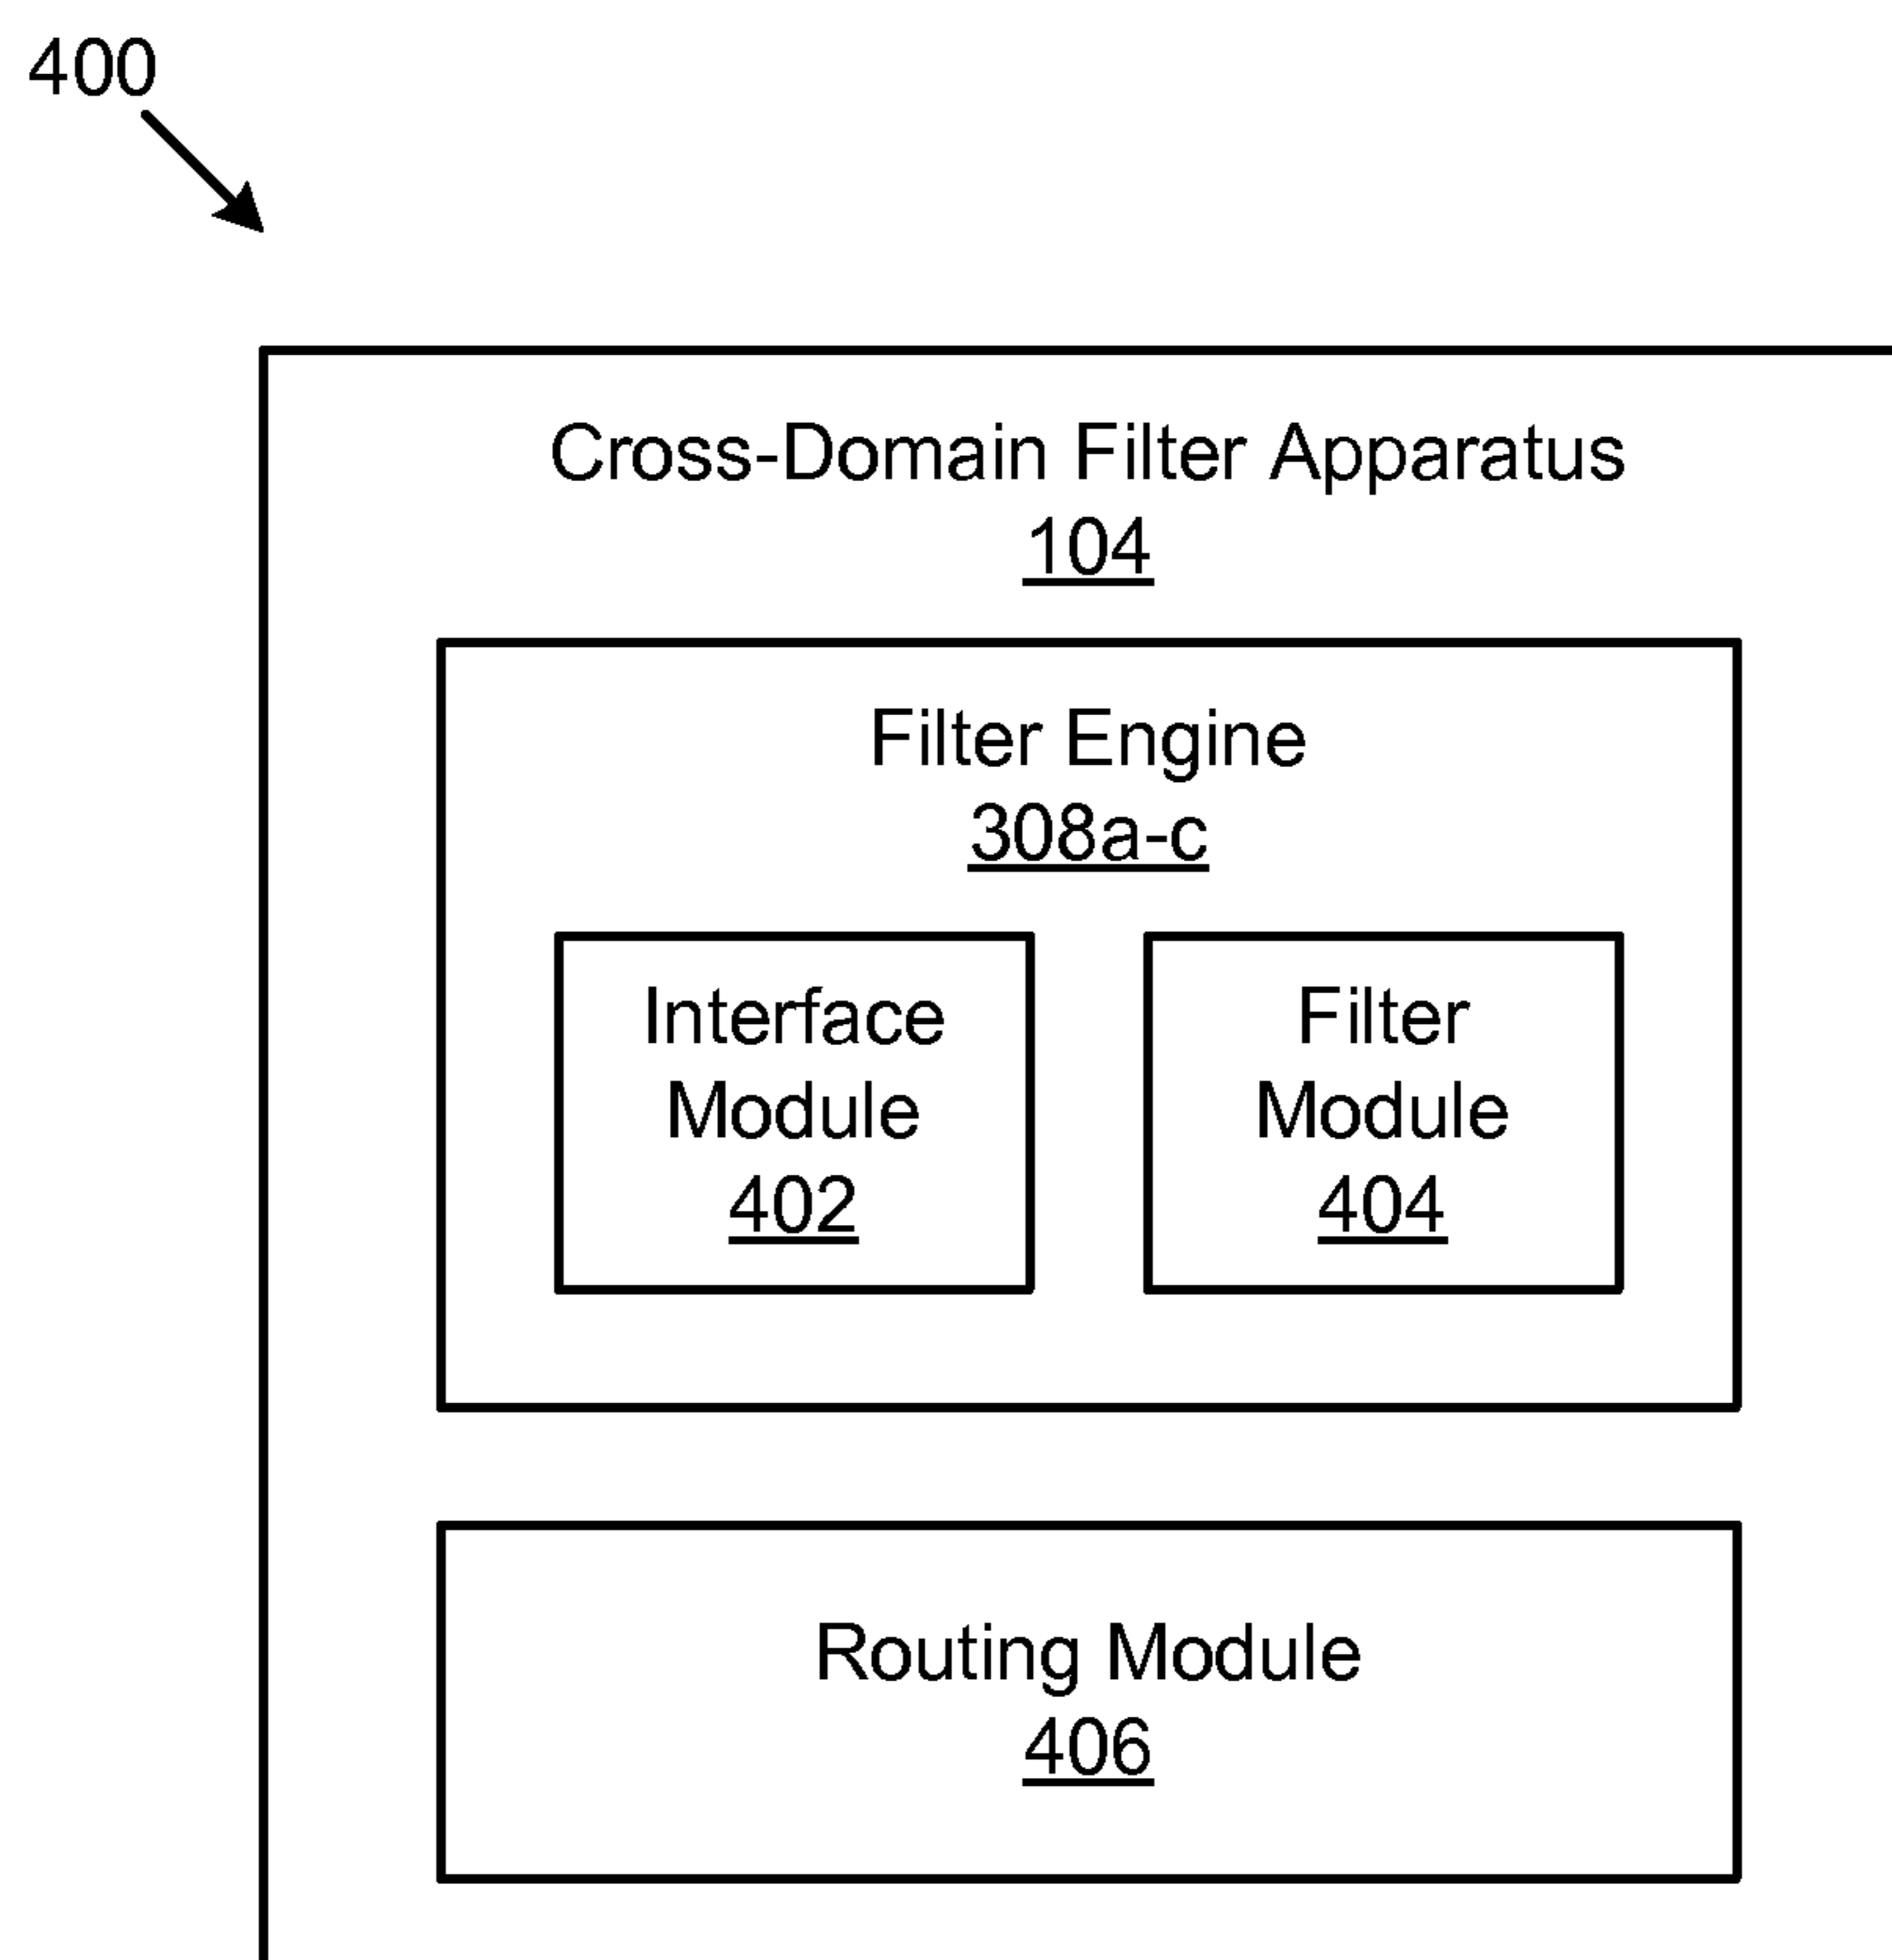 400
Cross-Domain Filter Apparatus
104
Filter Engine
308a-c
Interface
Module
402
Filter
Module
404
Routing Module
406